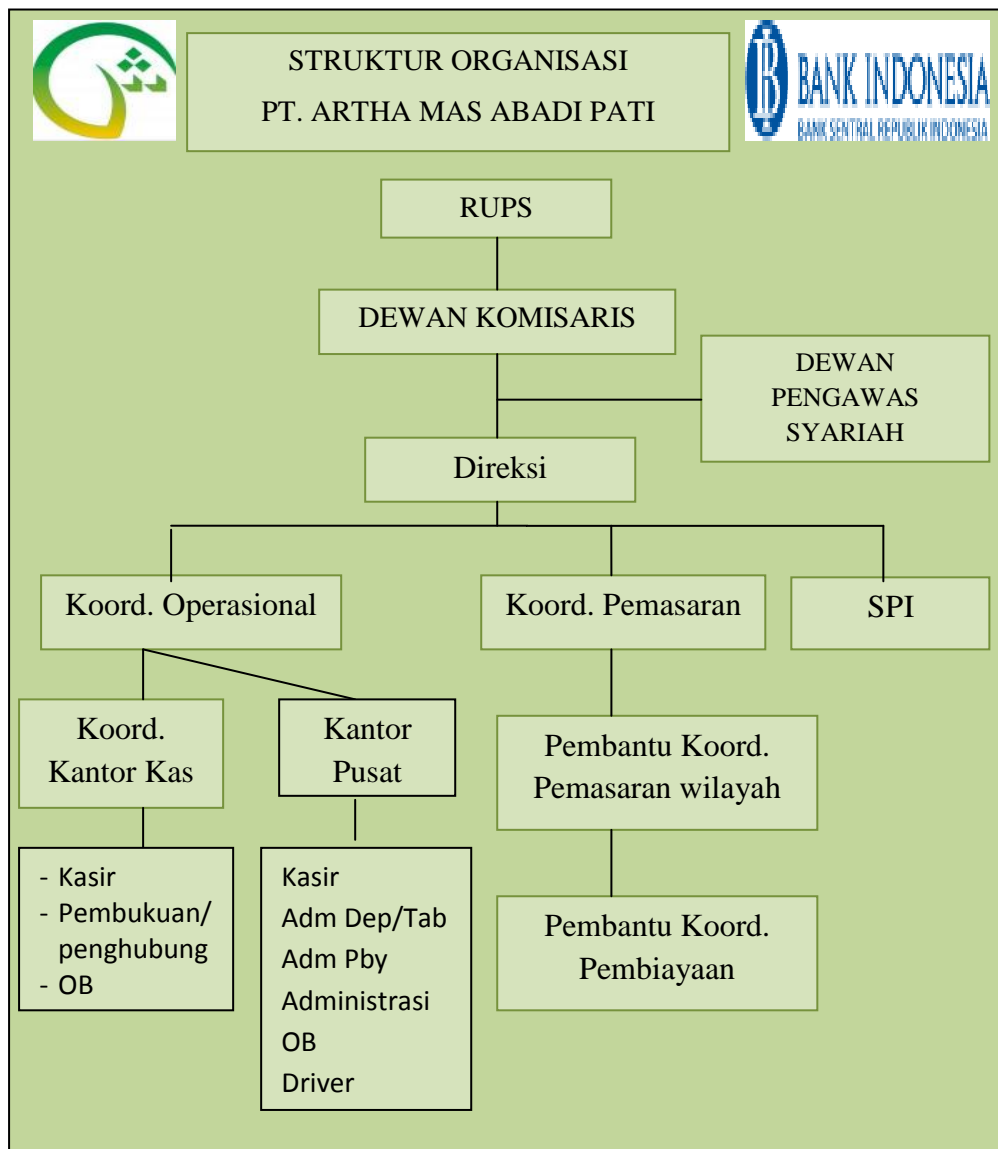 STRUKTUR ORGANISASI
PT. ARTHA MAS ABADI PATI
BANK INDONESIA
BANK SENTRAL REPUBLIK INDONESIA
RUPS
DEWAN KOMISARIS
DEWAN
PENGAWAS
SYARIAH
Direksi
Koord. Operasional
Koord. Pemasaran
SPI
Koord.
Kantor Kas
Kantor
Pusat
Pembantu Koord.
Pemasaran wilayah
- Kasir
- Pembukuan/
penghubung
- OB
Kasir
Adm Dep/Tab
Adm Pby
Administrasi
OB
Driver
Pembantu Koord.
Pembiayaan